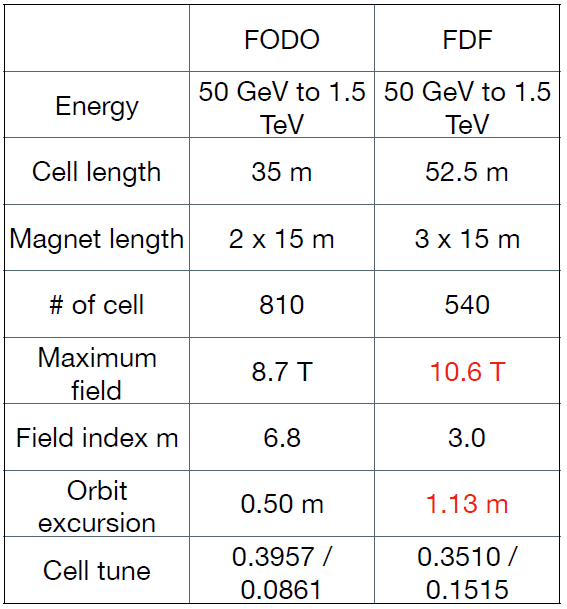 FODO FDF
Energy 50 GeV to 1.5 TeV 50 GeV to 1.5 TeV
Cell length 35 m 52.5 m
Magnet length 2 x 15 m 3 x 15 m
# of cell 810 540
Maximum field 8.7 T 10.6 T
Field index m 6.8 3.0
Orbit excursion 0.50 m 1.13 m
Cell tune 0.3957 / 0.0861 0.3510 / 0.1515